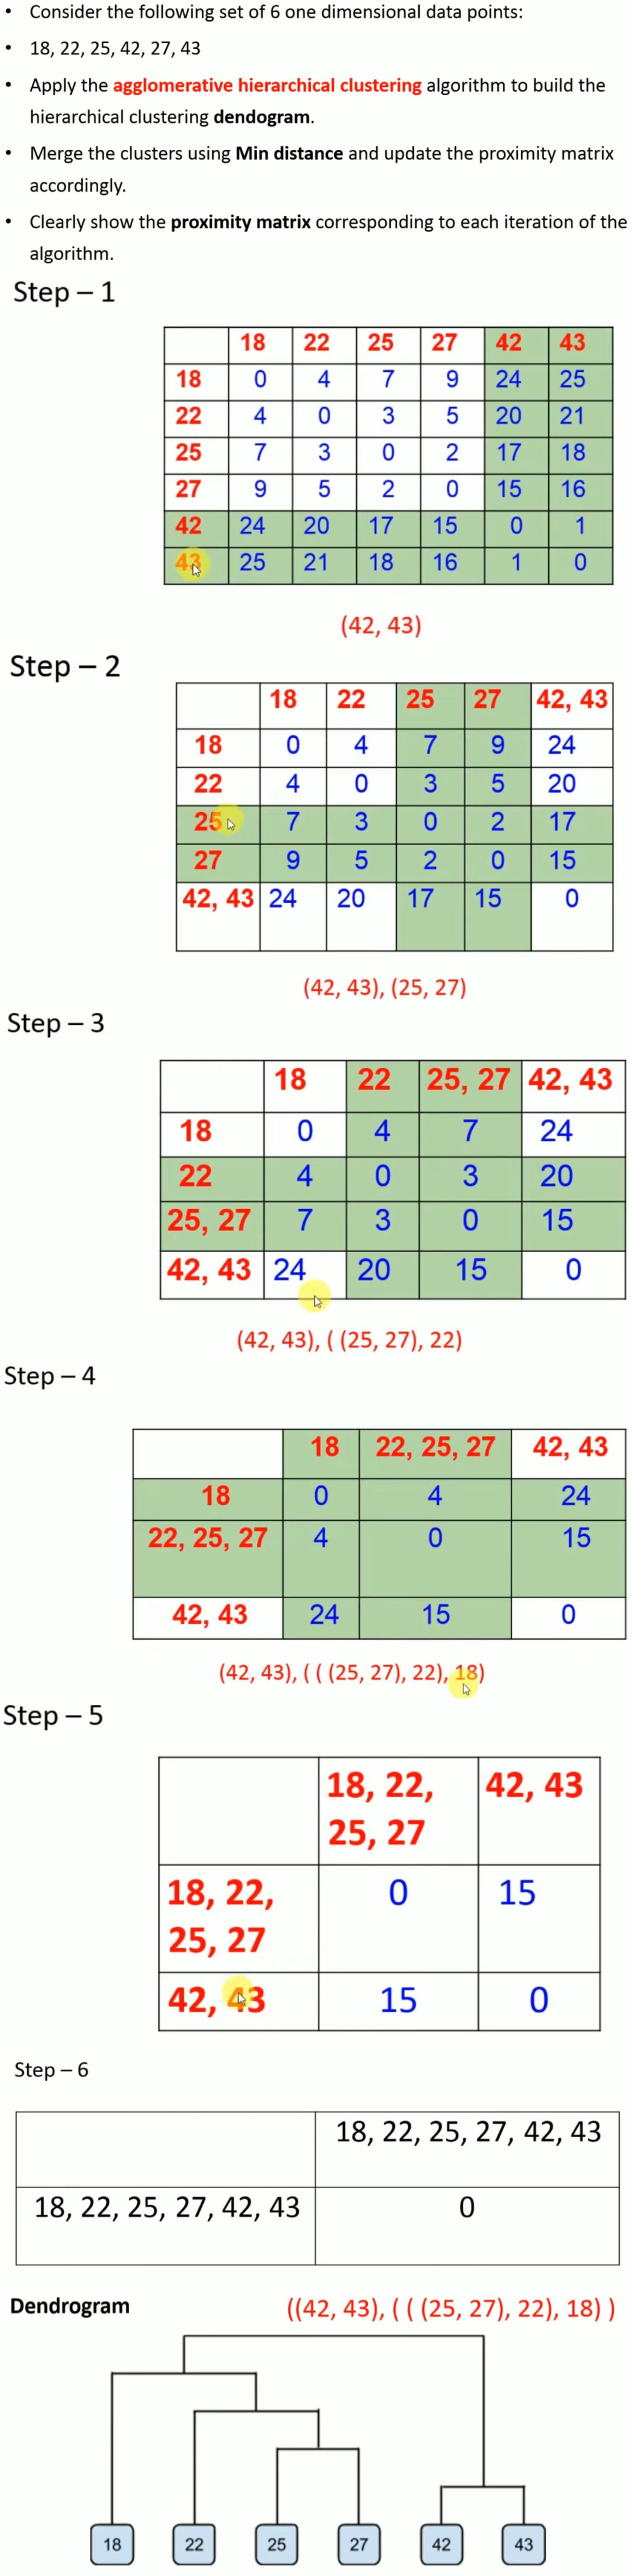 • Consider the following set of 6 one dimensional data points:
• 18, 22, 25, 42, 27, 43
• Apply the agglomerative hierarchical clustering algorithm to build the
hierarchical clustering dendogram.
• Merge the clusters using Min distance and update the proximity matrix
accordingly.
• Clearly show the proximity matrix corresponding to each iteration of the
algorithm.
Step – 1
18 22 25 27 42 43
18 0 4 7 9 24 25
22 4 0 3 5 20 21
25 7 3 0 2 17 18
27 9 5 2 0 15 16
42 24 20 17 15 0 1
43 25 21 18 16 1 0
(42, 43)
Step – 2
18 22 25 27 42, 43
18 0 4 7 9 24
22 4 0 3 5 20
25 7 3 0 2 17
27 9 5 2 0 15
42, 43 24 20 17 15 0
(42, 43), (25, 27)
Step – 3
18 22 25, 27 42, 43
18 0 4 7 24
22 4 0 3 20
25, 27 7 3 0 15
42, 43 24 20 15 0
(42, 43), ( (25, 27), 22)
Step – 4
18 22, 25, 27 42, 43
18 0 4 24
22, 25, 27 4 0 15
42, 43 24 15 0
(42, 43), ( ( (25, 27), 22), 18)
Step – 5
18, 22, 42, 43
25, 27
18, 22, 0 15
25, 27
42, 43 15 0
Step – 6
18, 22, 25, 27, 42, 43
18, 22, 25, 27, 42, 43 0
Dendrogram ((42, 43), ( ( (25, 27), 22), 18) )
18 22 25 27 42 43